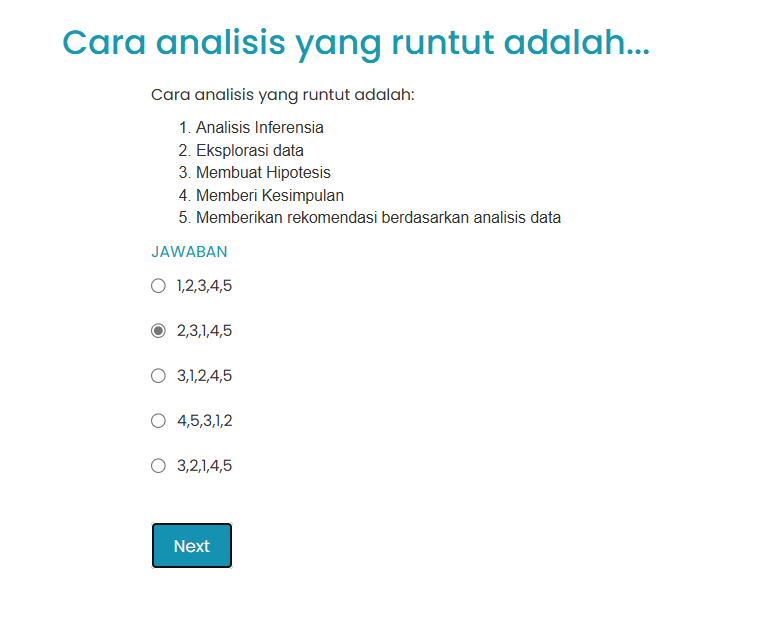 Cara analisis yang runtut adalah...
Cara analisis yang runtut adalah:
1. Analisis Inferensia
2. Eksplorasi data
3. Membuat Hipotesis
4. Memberi Kesimpulan
5. Memberikan rekomendasi berdasarkan analisis data
JAWABAN
1,2,3,4,5
2,3,1,4,5
3,1,2,4,5
4,5,3,1,2
3,2,1,4,5
Next